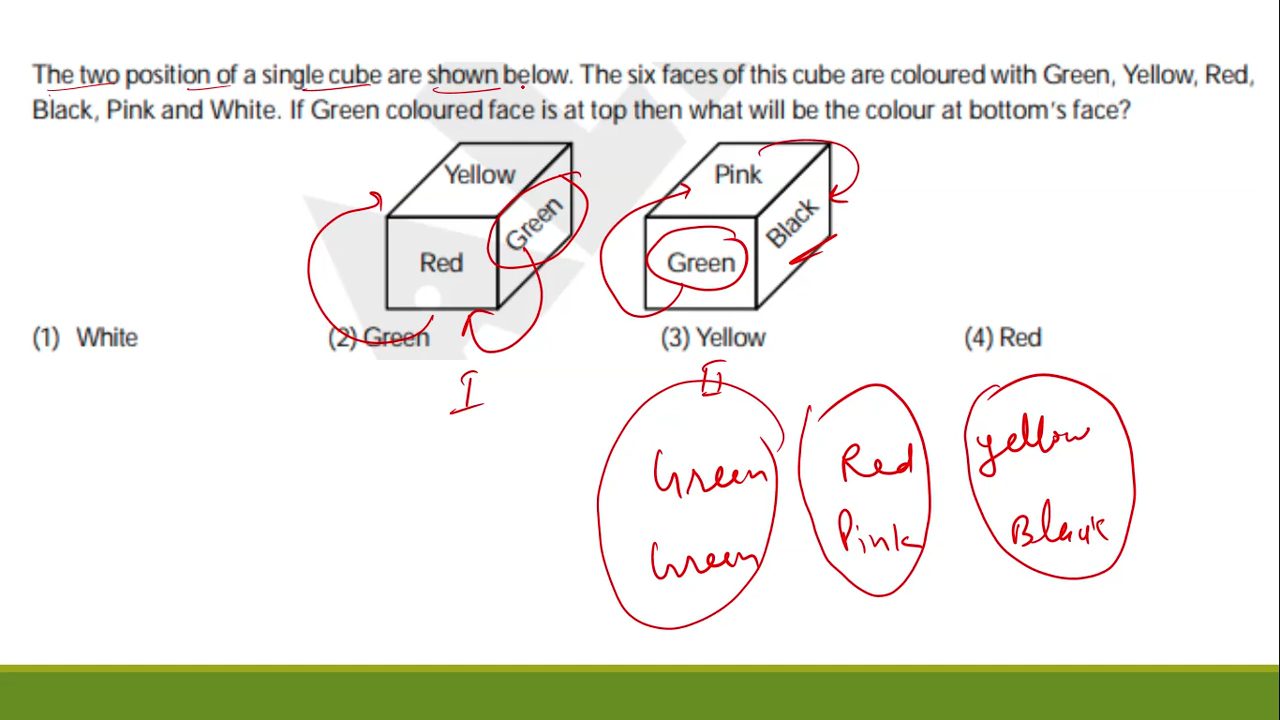 The two position of a single cube are shown below. The six faces of this cube are coloured with Green, Yellow, Red,
Black, Pink and White. If Green coloured face is at top then what will be the colour at bottom's face?
Yellow
Green
Red
Pink
Black
Green
(1) White
(2) Green
(3) Yellow
(4) Red
I
II
Green
Green
Red
Pink
Yellow
Black